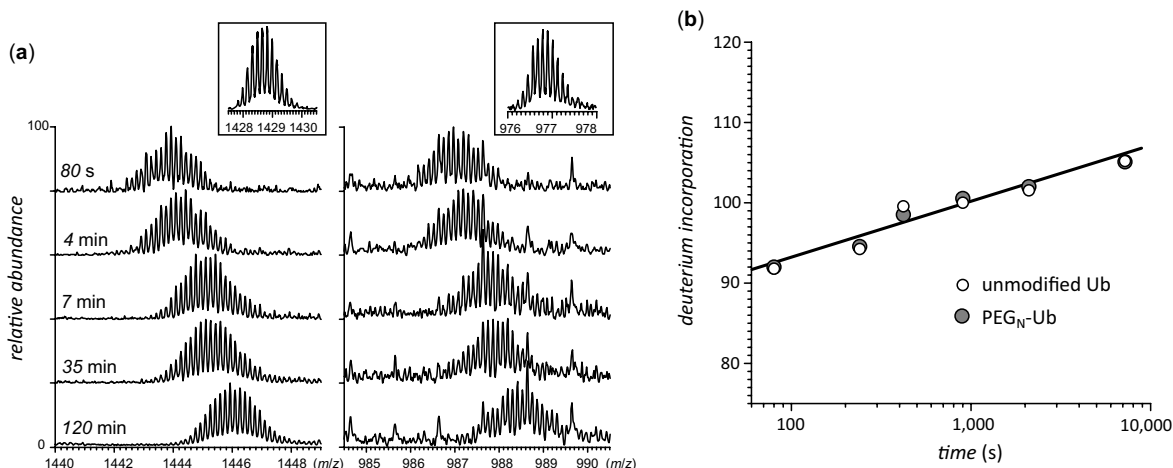 (a)
1428 1429 1430
976 977 978
relative abundance
100
0
80 s
4 min
7 min
35 min
120 min
1440 1442 1444 1446 1448 (m/z)
985 986 987 988 989 990 (m/z)
(b)
deuterium incorporation
120
110
100
90
80
unmodified Ub
PEGN-Ub
100 1,000 10,000
time (s)